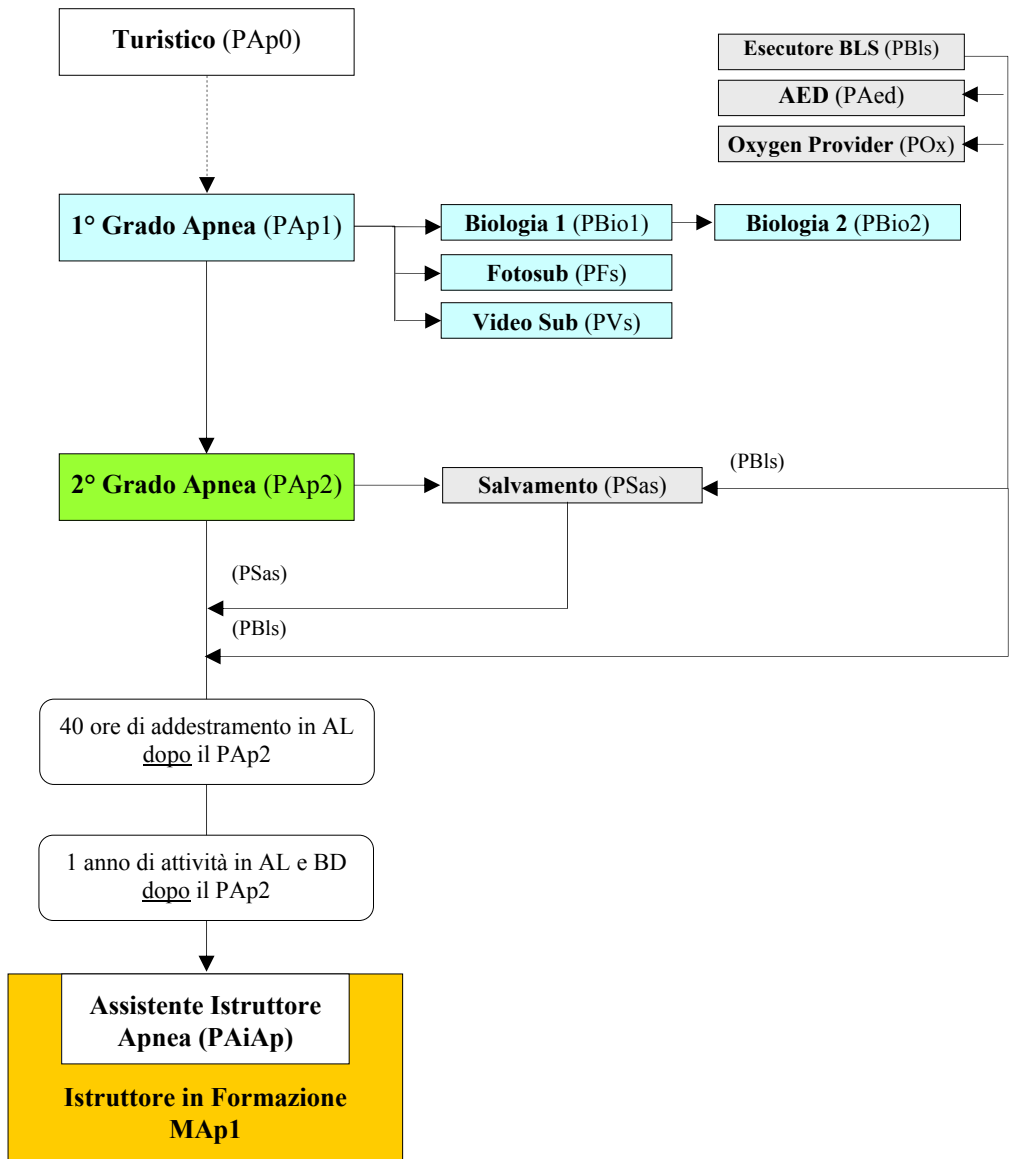 Turistico (PAp0)
Esecutore BLS (PBls)
AED (PAed)
Oxygen Provider (POx)
1° Grado Apnea (PAp1)
Biologia 1 (PBio1)
Biologia 2 (PBio2)
Fotosub (PFs)
Video Sub (PVs)
2° Grado Apnea (PAp2)
Salvamento (PSas)
(PBls)
(PSas)
(PBls)
40 ore di addestramento in AL
dopo il PAp2
1 anno di attività in AL e BD
dopo il PAp2
Assistente Istruttore
Apnea (PAiAp)
Istruttore in Formazione
MAp1